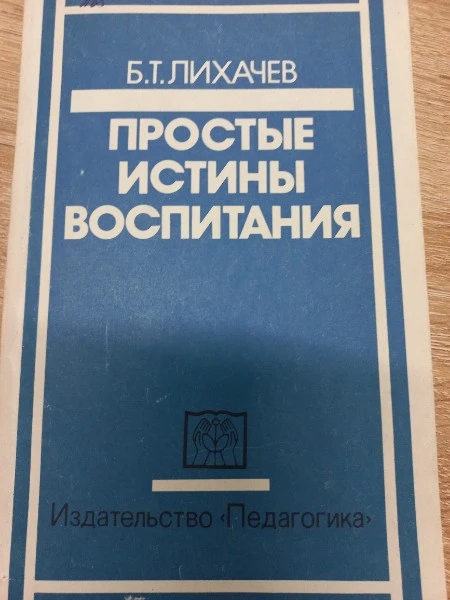 Б.Т.ЛИХАЧЕВ
ПРОСТЫЕ
ИСТИНЫ
ВОСПИТАНИЯ
Издательство ‹Педагогика›